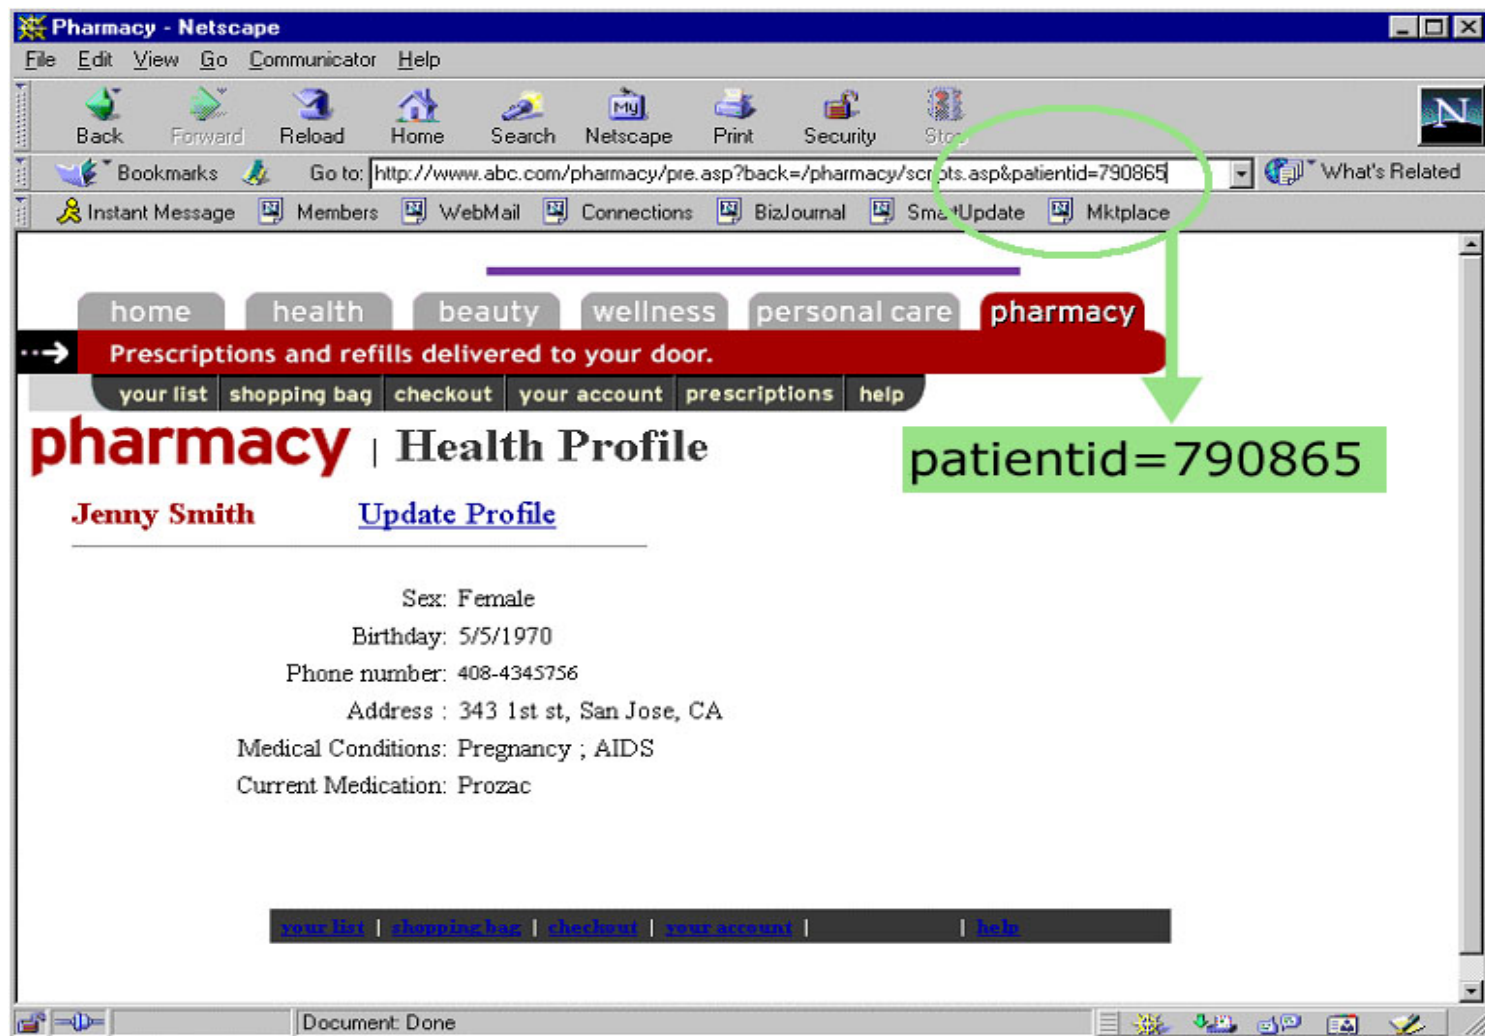 Pharmacy - Netscape
File Edit View Go Communicator Help
My N
Back Forward Reload Home Search Netscape Print Security Stop
Bookmarks Go to: http://www.abc.com/pharmacy/pre.asp?back=/pharmacy/scripts.asp&patientid=790865 What's Related
Instant Message Members WebMail Connections BizJournal SmartUpdate Mktplace
home health beauty wellness personal care pharmacy
Prescriptions and refills delivered to your door.
your list shopping bag checkout your account prescriptions help
pharmacy | Health Profile
patientid=790865
Jenny Smith Update Profile
Sex: Female
Birthday: 5/5/1970
Phone number: 408-4345756
Address : 343 1st st, San Jose, CA
Medical Conditions: Pregnancy ; AIDS
Current Medication: Prozac
your list | shopping bag | checkout | your account | | help
Document: Done